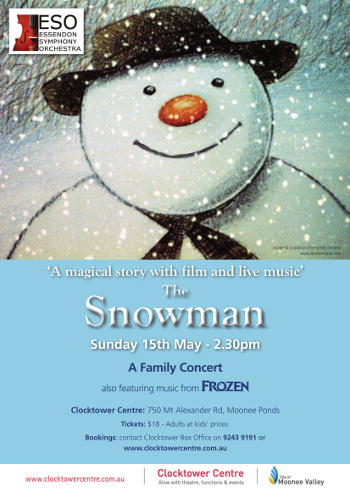 ESO
ESSENDON
SYMPHONY
ORCHESTRA
'A magical story with film and live music'
The
Snowman
Sunday 15th May - 2.30pm
A Family Concert
also featuring music from FROZEN
Clocktower Centre: 750 Mt Alexander Rd, Moonee Ponds
Tickets: $18 - Adults at kids' prices.
Bookings: contact Clocktower Box Office on 9243 9191 or
www.clocktowercentre.com.au
www.clocktowercentre.com.au
Clocktower Centre
Alive with theatre, functions & events
City of
Moonee Valley